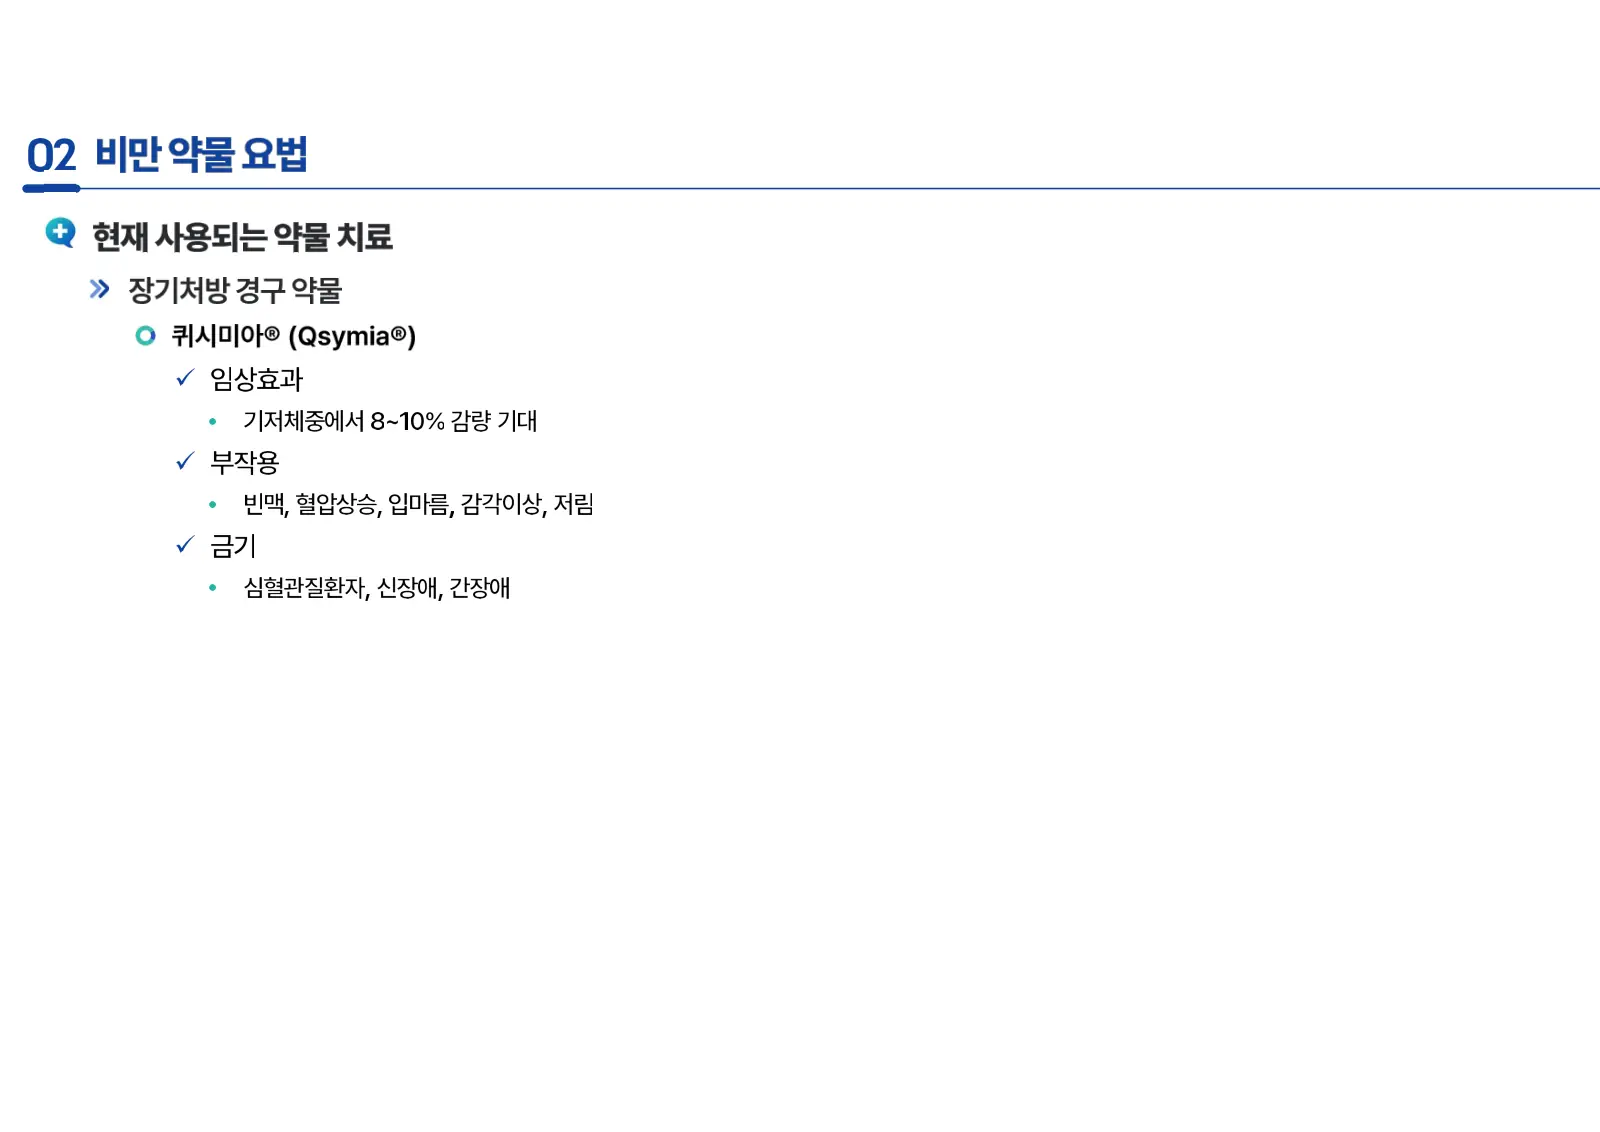 02 비만 약물 요법
현재 사용되는 약물 치료
장기처방 경구 약물
퀴시미아® (Qsymia®)
임상효과
기저체중에서 8~10% 감량 기대
부작용
빈맥, 혈압상승, 입마름, 감각이상, 저림
금기
심혈관질환자, 신장애, 간장애